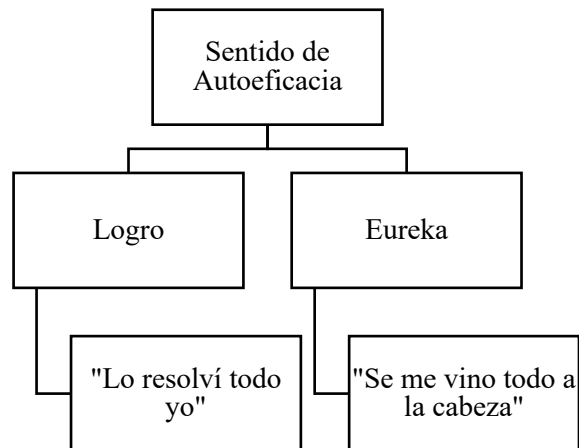 Sentido de
Autoeficacia
Logro
Eureka
"Lo resolví todo
yo"
"Se me vino todo a
la cabeza"